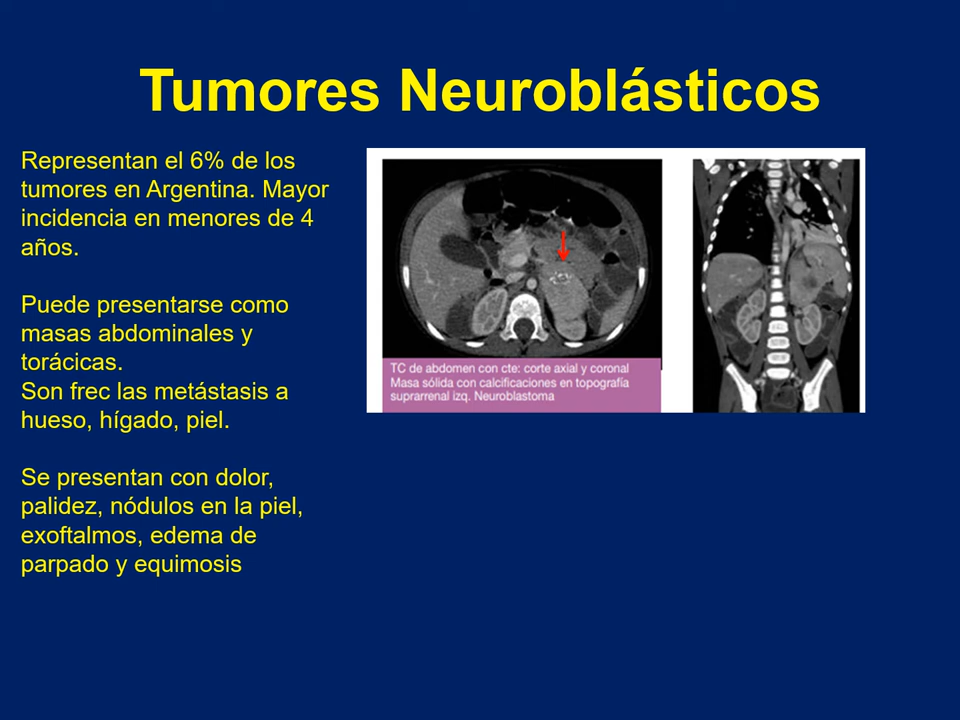 Tumores Neuroblásticos
Representan el 6% de los
tumores en Argentina. Mayor
incidencia en menores de 4
años.
Puede presentarse como
masas abdominales y
torácicas.
Son frec las metástasis a
hueso, hígado, piel.
Se presentan con dolor,
palidez, nódulos en la piel,
exoftalmos, edema de
parpado y equimosis
TC de abdomen con cte: corte axial y coronal
Masa sólida con calcificaciones en topografía
suprarrenal izq. Neuroblastoma